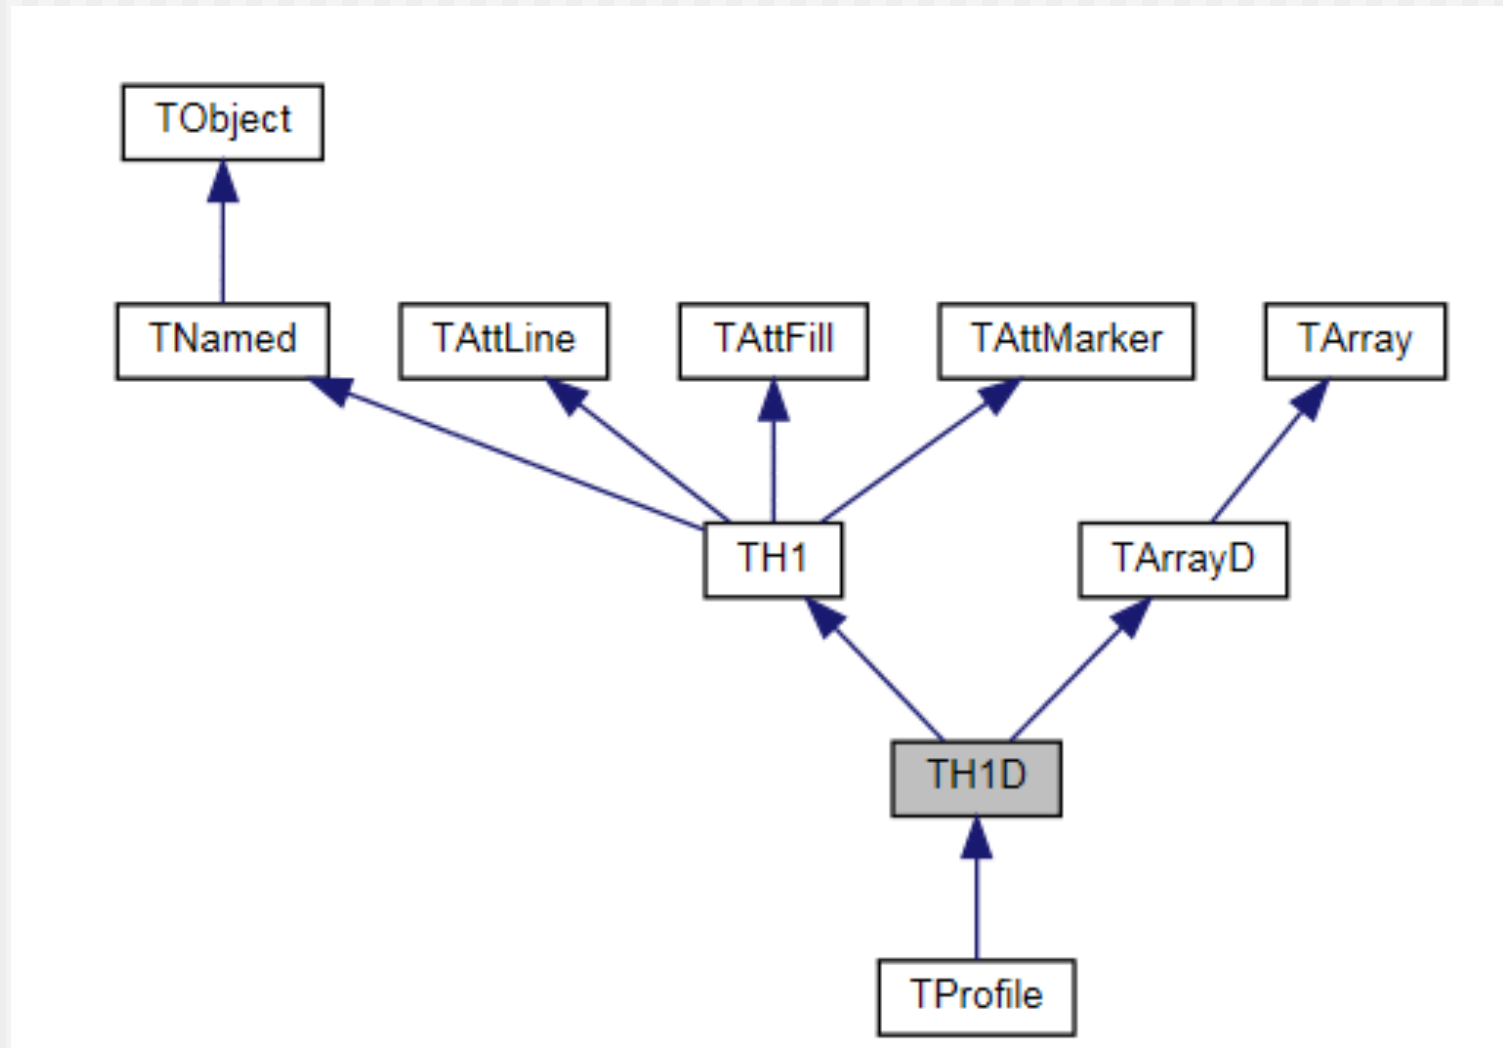 TObject
TNamed
TAttLine
TAttFill
TAttMarker
TArray
TH1
TArrayD
TH1D
TProfile